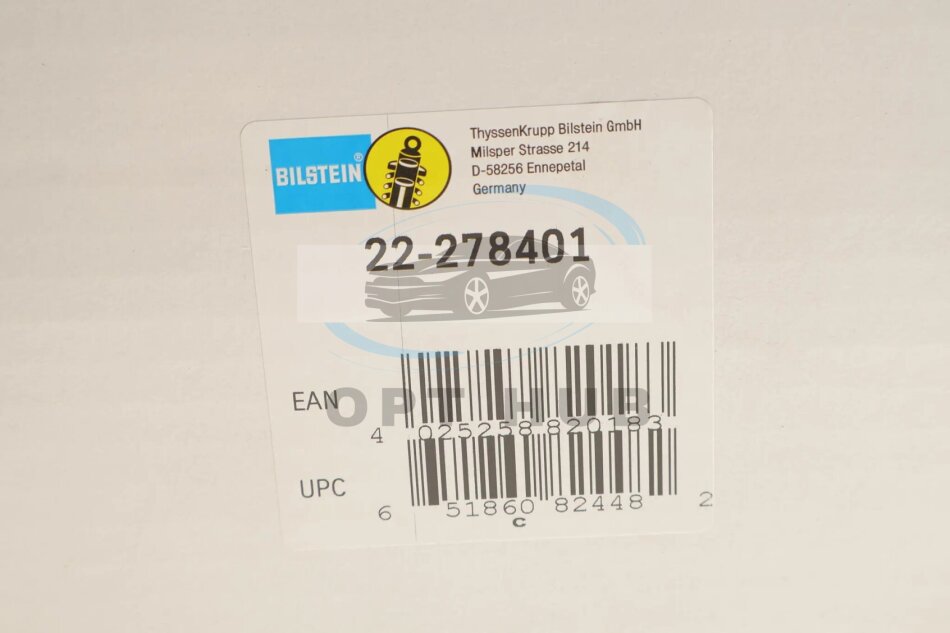 BILSTEIN®
ThyssenKrupp Bilstein GmbH
Milsper Strasse 214
D-58256 Ennepetal
Germany
22-278401
OPT HUB
EAN
4 025258 820183
UPC
6 51860 82448 2
C